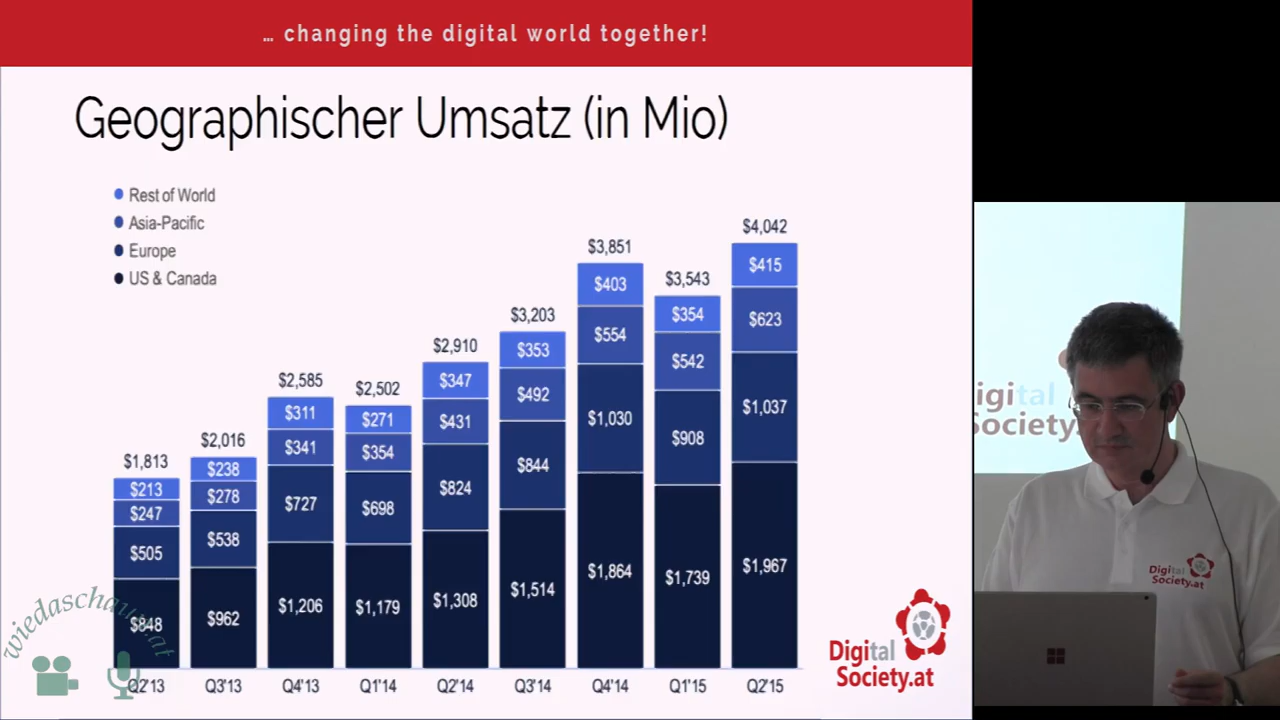 … changing the digital world together!
Geographischer Umsatz (in Mio)
Rest of World
Asia-Pacific
Europe
US & Canada
$1,813
$213
$247
$505
$848
Q2'13
$2,016
$238
$278
$538
$962
Q3'13
$2,585
$311
$341
$727
$1,206
Q4'13
$2,502
$271
$354
$698
$1,179
Q1'14
$2,910
$347
$431
$824
$1,308
Q2'14
$3,203
$353
$492
$844
$1,514
Q3'14
$3,851
$403
$554
$1,030
$1,864
Q4'14
$3,543
$354
$542
$908
$1,739
Q1'15
$4,042
$415
$623
$1,037
$1,967
Q2'15
wiedaschaun.at
Digital
Society.at
igital
Society.
Digital
Society.at